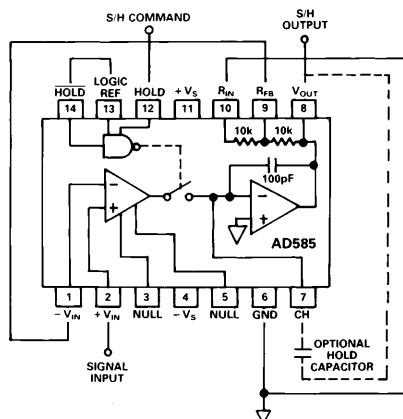 S/H COMMAND
S/H
OUTPUT
HOLD
LOGIC
REF
HOLD
+VS
RIN
RFB
VOUT
14
13
12
11
10
9
8
10k
10k
100pF
−
+
−
+
AD585
1
2
3
4
5
6
7
−VIN
+VIN
NULL
−VS
NULL
GND
CH
SIGNAL
INPUT
OPTIONAL
HOLD
CAPACITOR